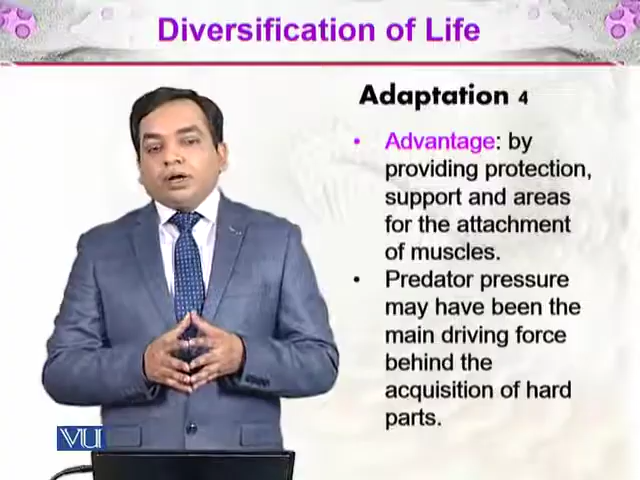 Diversification of Life
Adaptation 4
• Advantage: by
providing protection,
support and areas
for the attachment
of muscles.
• Predator pressure
may have been the
main driving force
behind the
acquisition of hard
parts.
VU